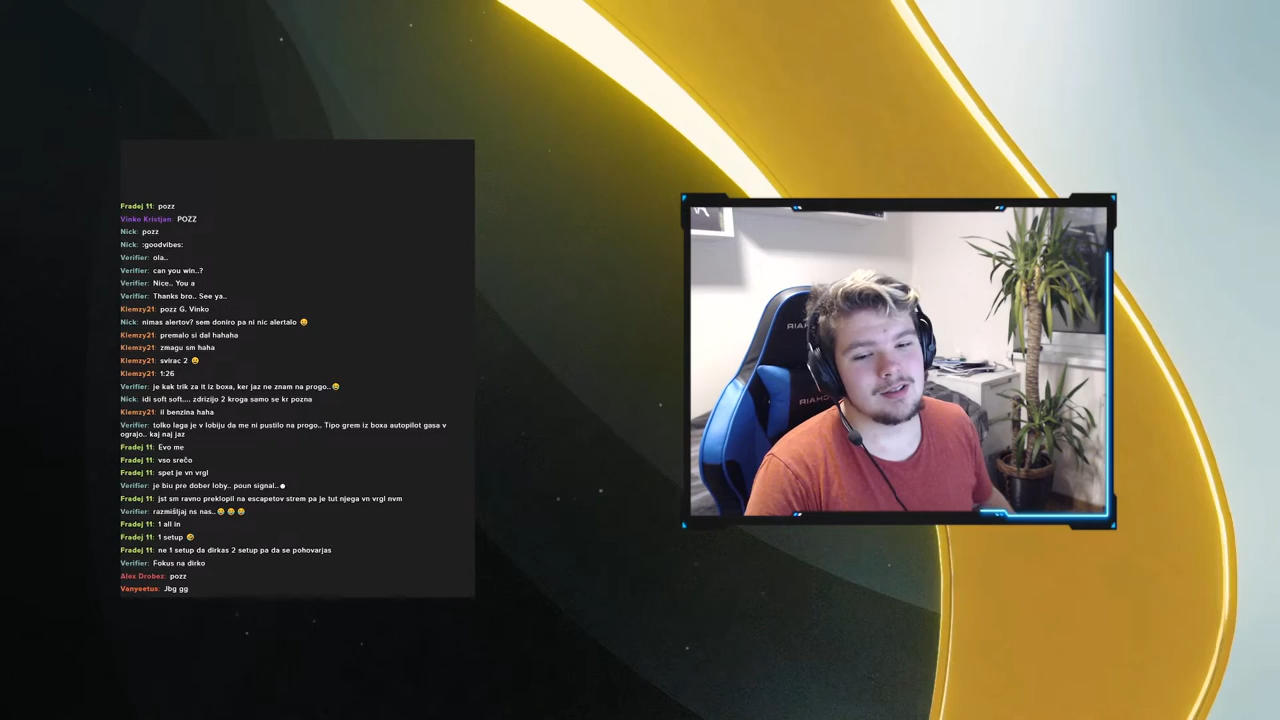 Fradej 11: pozz
Vinko Kristjan: POZZ
Nick: pozz
Nick: :goodvibes:
Verifier: ola..
Verifier: can you win..?
Verifier: Nice.. You a
Verifier: Thanks bro.. See ya..
Klemzy21: pozz G. Vinko
Nick: nimas alertov? sem doniro pa ni nic alertalo 😄
Klemzy21: premalo si dal hahaha
Klemzy21: zmagu sm haha
Klemzy21: svirac 2 😄
Klemzy21: 1:26
Verifier: je kak trik za it iz boxa, ker jaz ne znam na progo..😅
Nick: idi soft soft.... zdrizijo 2 kroga samo se kr pozna
Klemzy21: il benzina haha
Verifier: tolko laga je v lobiju da me ni pustilo na progo.. Tipo grem iz boxa autopilot gasa v
ograjo.. kaj naj jaz
Fradej 11: Evo me
Fradej 11: vso srečo
Fradej 11: spet je vn vrgl
Verifier: je biu pre dober loby.. poun signal..
Fradej 11: jst sm ravno preklopil na escapetov strem pa je tut njega vn vrgl nvm
Verifier: razmišljaj ns nas..😂😂😂
Fradej 11: 1 all in
Fradej 11: 1 setup 🤣
Fradej 11: ne 1 setup da dirkas 2 setup pa da se pohovarjas
Verifier: Fokus na dirko
Alex Drobez: pozz
Vanyeetus: Jbg gg
AIR
CHAIR